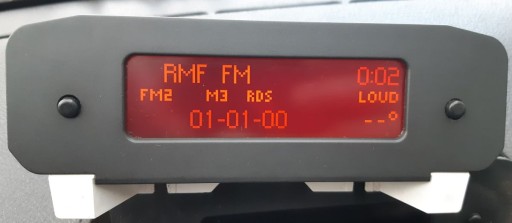 RMF FM 0:02
FM2 M3 RDS LOUD
01-01-00 --°